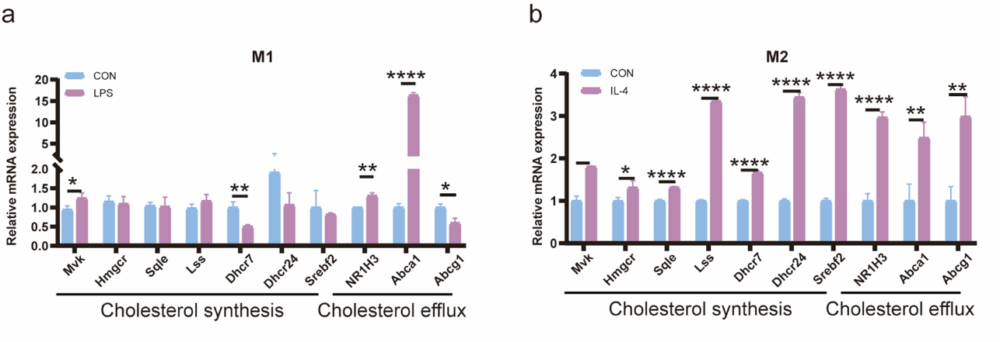 a
M1
CON
LPS
****
Relative mRNA expression
20
15
10
5
2.0
1.5
1.0
0.5
0.0
*
**
**
*
Mvk
Hmgcr
Sqle
Lss
Dhcr7
Dhcr24
Srebf2
NR1H3
Abca1
Abcg1
Cholesterol synthesis
Cholesterol efflux
b
M2
CON
IL-4
Relative mRNA expression
4
3
2
1
0
*
****
****
****
****
****
****
**
**
Mvk
Hmgcr
Sqle
Lss
Dhcr7
Dhcr24
Srebf2
NR1H3
Abca1
Abcg1
Cholesterol synthesis
Cholesterol efflux